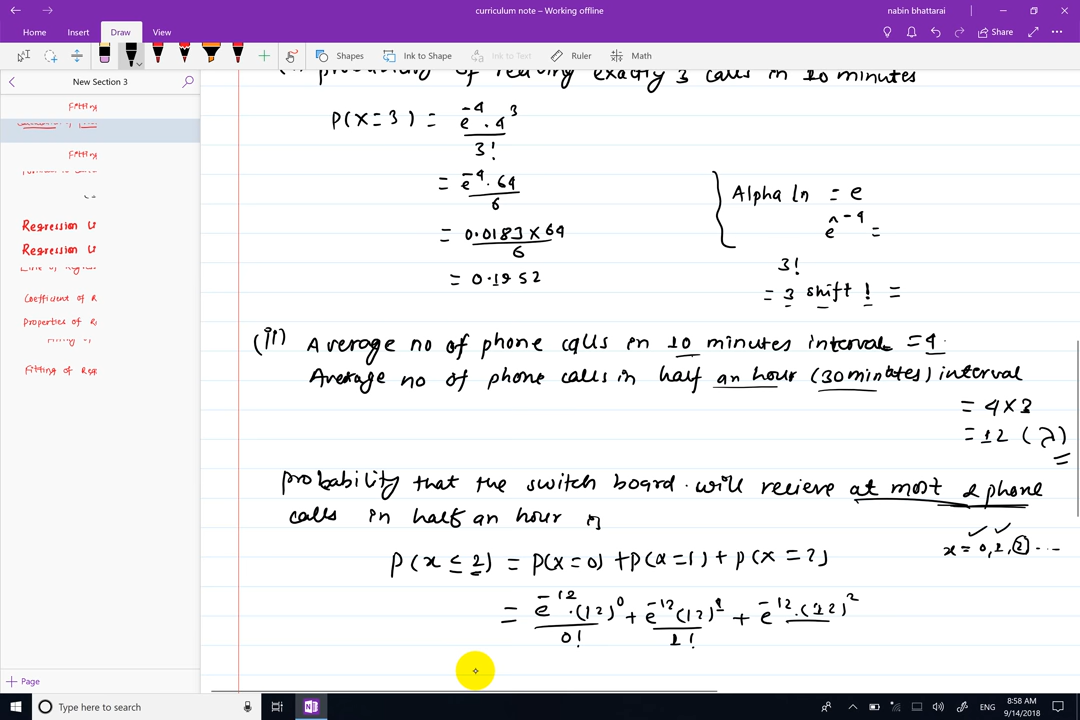 curriculum note – Working offline
nabin bhattarai
Home Insert Draw View
Share
Shapes Ink to Shape Ink to Text Ruler Math
New Section 3
Fitting
Fitting
Regression
Regression
Coefficient of R
Properties of R
Fitting of Regr
Page
of exactly 3 calls in 10 minutes
P(X=3) = e^-4 . 4^3
3!
= e^-4 . 64
6
= 0.0183 x 64
6
= 0.1952
Alpha ln = e
e^-4 =
3!
= 3 shift ! =
(ii) Average no of phone calls in 10 minutes interval = 4.
Average no of phone calls in half an hour (30 minutes) interval
= 4 x 3
= 12 (λ)
probability that the switch board will recieve at most 2 phone
calls in half an hour is
x = 0, 1, 2, ...
P(x ≤ 2) = P(X=0) + P(X=1) + P(X=2)
= e^-12 . (12)^0 + e^-12 (12)^1 + e^-12 . (12)^2
0! 1!
Type here to search
ENG
8:58 AM
9/14/2018